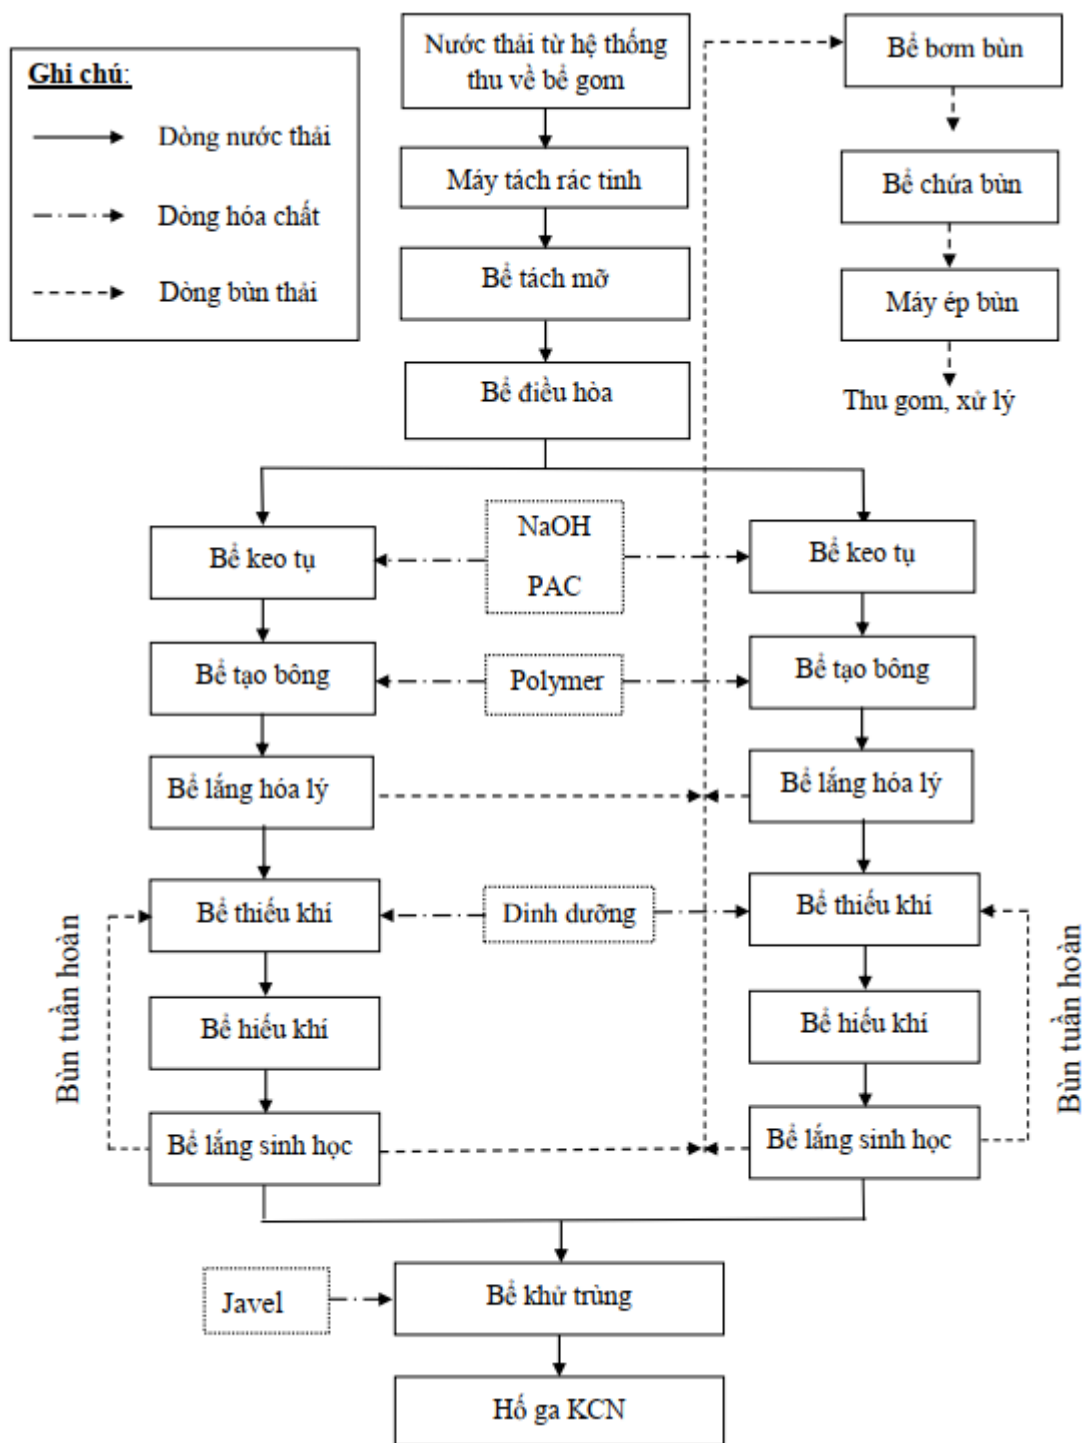 Ghi chú:
Dòng nước thải
Dòng hóa chất
Dòng bùn thải
Nước thải từ hệ thống
thu về bể gom
Máy tách rác tinh
Bể tách mỡ
Bể điều hòa
Bể bơm bùn
Bể chứa bùn
Máy ép bùn
Thu gom, xử lý
Bể keo tụ
NaOH
PAC
Bể keo tụ
Bể tạo bông
Polymer
Bể tạo bông
Bể lắng hóa lý
Bể lắng hóa lý
Bùn tuần hoàn
Bể thiếu khí
Dinh dưỡng
Bể thiếu khí
Bùn tuần hoàn
Bể hiếu khí
Bể hiếu khí
Bể lắng sinh học
Bể lắng sinh học
Javel
Bể khử trùng
Hố ga KCN